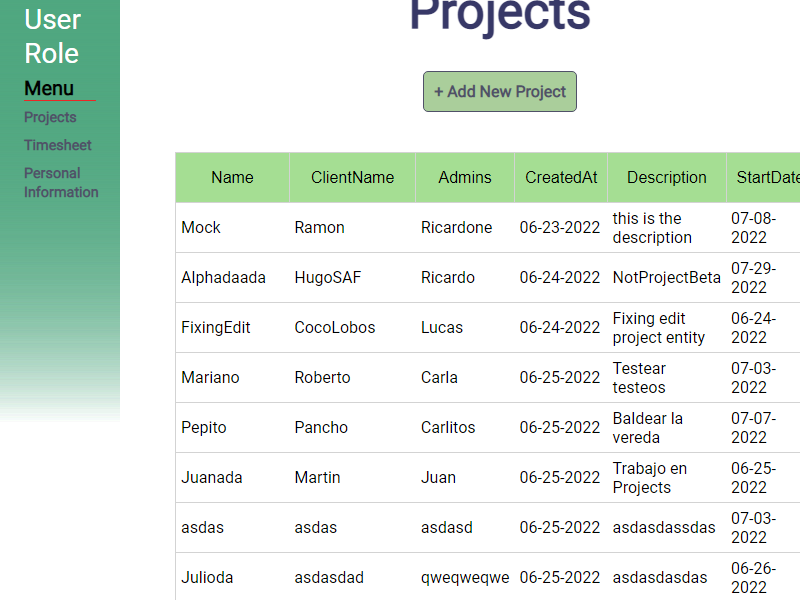 User
Role
Menu
Projects
Timesheet
Personal
Information
Projects
+ Add New Project
Name ClientName Admins CreatedAt Description StartDate
Mock Ramon Ricardone 06-23-2022 this is the description 07-08-2022
Alphadaada HugoSAF Ricardo 06-24-2022 NotProjectBeta 07-29-2022
FixingEdit CocoLobos Lucas 06-24-2022 Fixing edit project entity 06-24-2022
Mariano Roberto Carla 06-25-2022 Testear testeos 07-03-2022
Pepito Pancho Carlitos 06-25-2022 Baldear la vereda 07-07-2022
Juanada Martin Juan 06-25-2022 Trabajo en Projects 06-25-2022
asdas asdas asdasd 06-25-2022 asdasdassdas 07-03-2022
Julioda asdasdad qweqweqwe 06-25-2022 asdasdasdas 06-26-2022